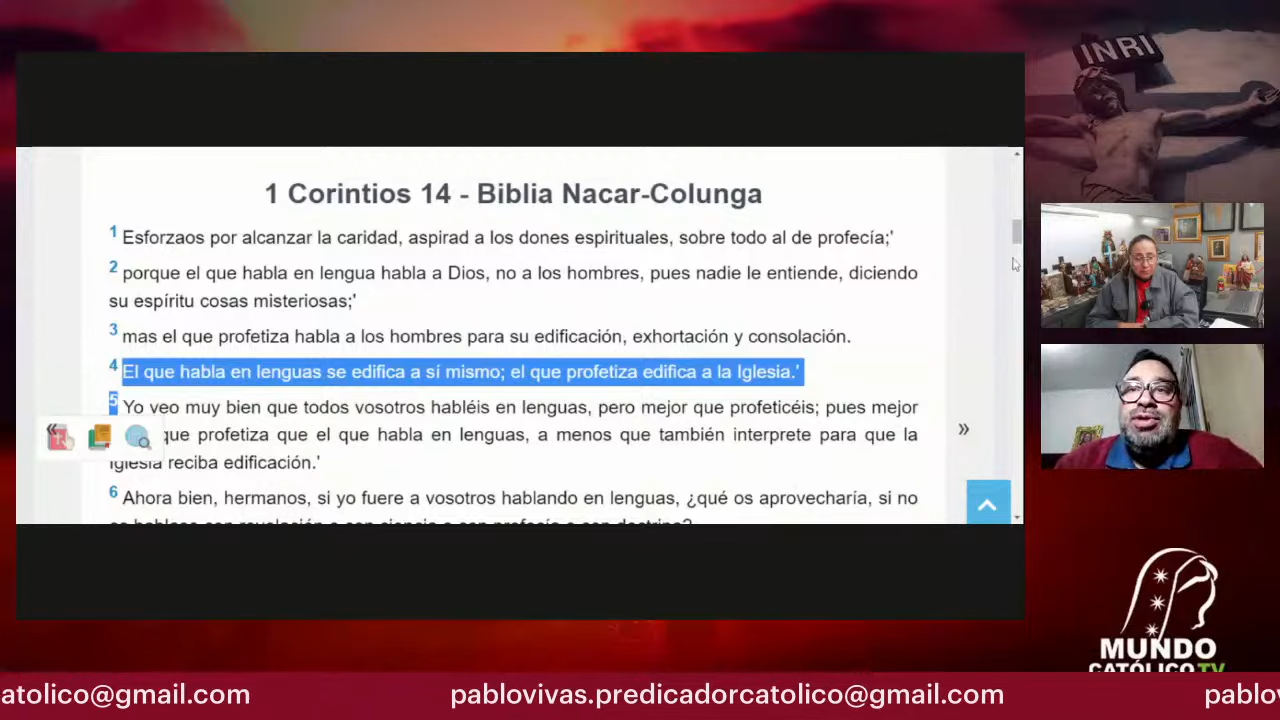 INRI
1 Corintios 14 - Biblia Nacar-Colunga
1 Esforzaos por alcanzar la caridad, aspirad a los dones espirituales, sobre todo al de profecía;'
2 porque el que habla en lengua habla a Dios, no a los hombres, pues nadie le entiende, diciendo
su espíritu cosas misteriosas;'
3 mas el que profetiza habla a los hombres para su edificación, exhortación y consolación.
4 El que habla en lenguas se edifica a sí mismo; el que profetiza edifica a la Iglesia.'
5 Yo veo muy bien que todos vosotros habléis en lenguas, pero mejor que profeticéis; pues mejor
que profetiza que el que habla en lenguas, a menos que también interprete para que la
Iglesia reciba edificación.'
6 Ahora bien, hermanos, si yo fuere a vosotros hablando en lenguas, ¿qué os aprovecharía, si no
MUNDO
CATÓLICO.TV
atolico@gmail.com pablovivas.predicadorcatolico@gmail.com pablov